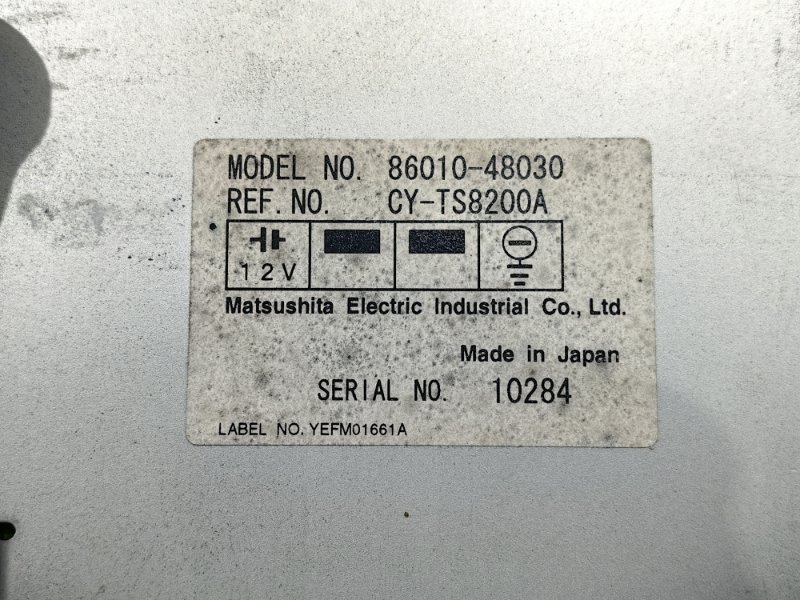 MODEL NO. 86010-48030
REF. NO. CY-TS8200A
12V
Matsushita Electric Industrial Co., Ltd.
Made in Japan
SERIAL NO. 10284
LABEL NO. YEFM01661A